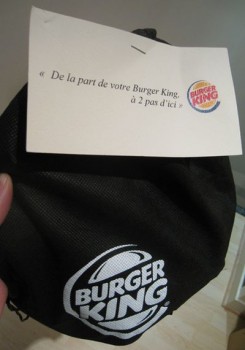 « De la part de votre Burger King,
à 2 pas d'ici »
BURGER
KING
BURGER
KING